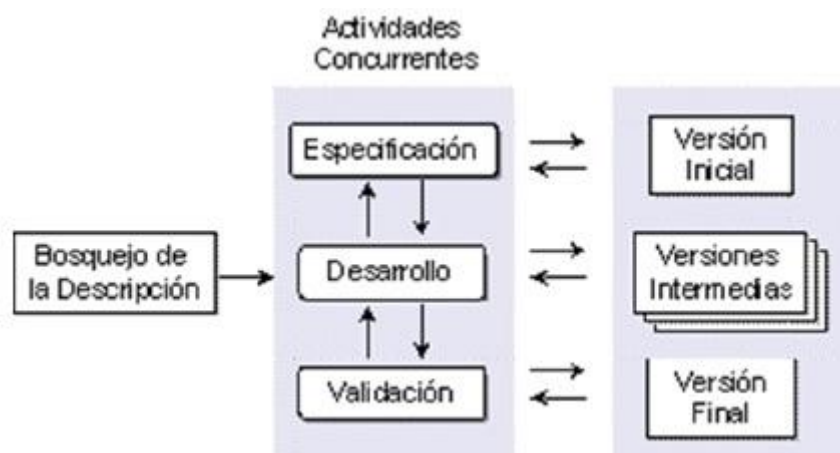 Actividades
Concurrentes
Especificación
Versión
Inicial
Bosquejo de
la Descripción
Desarrollo
Versiones
Intermedias
Validación
Versión
Final